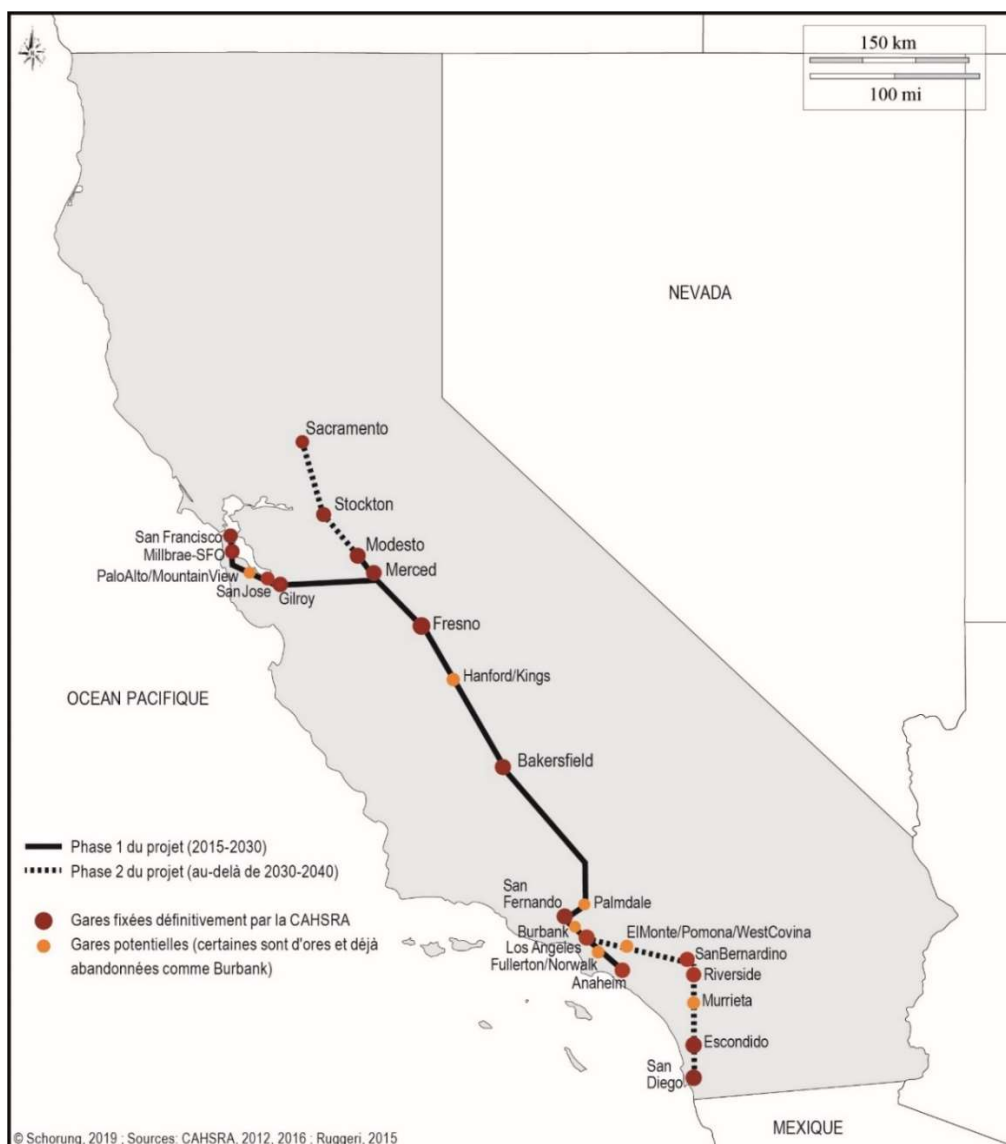 150 km
100 mi
NEVADA
Sacramento
Stockton
San Francisco
Modesto
Millbrae-SFO
Merced
PaloAlto/MountainView
San Jose
Gilroy
Fresno
Hanford/Kings
OCEAN PACIFIQUE
Bakersfield
Phase 1 du projet (2015-2030)
Phase 2 du projet (au-delà de 2030-2040)
San
Fernando
Palmdale
Gares fixées définitivement par la CAHSRA
Burbank
ElMonte/Pomona/WestCovina
Gares potentielles (certaines sont d'ores et déjà
abandonnées comme Burbank)
Los Angeles
SanBernardino
Fullerton/Norwalk
Riverside
Anaheim
Murrieta
Escondido
San
Diego
MEXIQUE
© Schorung, 2019 ; Sources: CAHSRA, 2012, 2016 ; Ruggeri, 2015